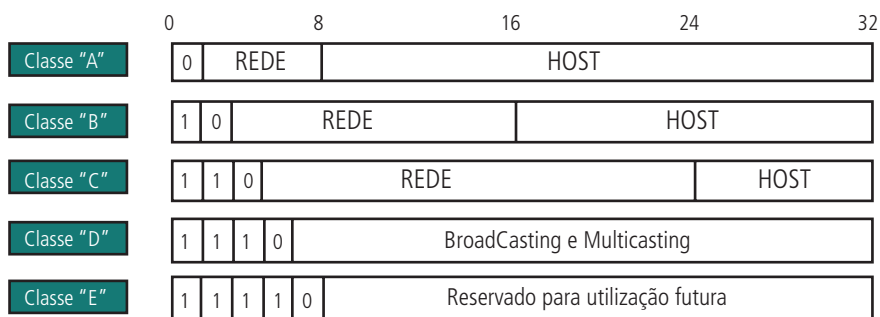 0 8 16 24 32
Classe “A” 0 REDE HOST
Classe “B” 1 0 REDE HOST
Classe “C” 1 1 0 REDE HOST
Classe “D” 1 1 1 0 BroadCasting e Multicasting
Classe “E” 1 1 1 1 0 Reservado para utilização futura